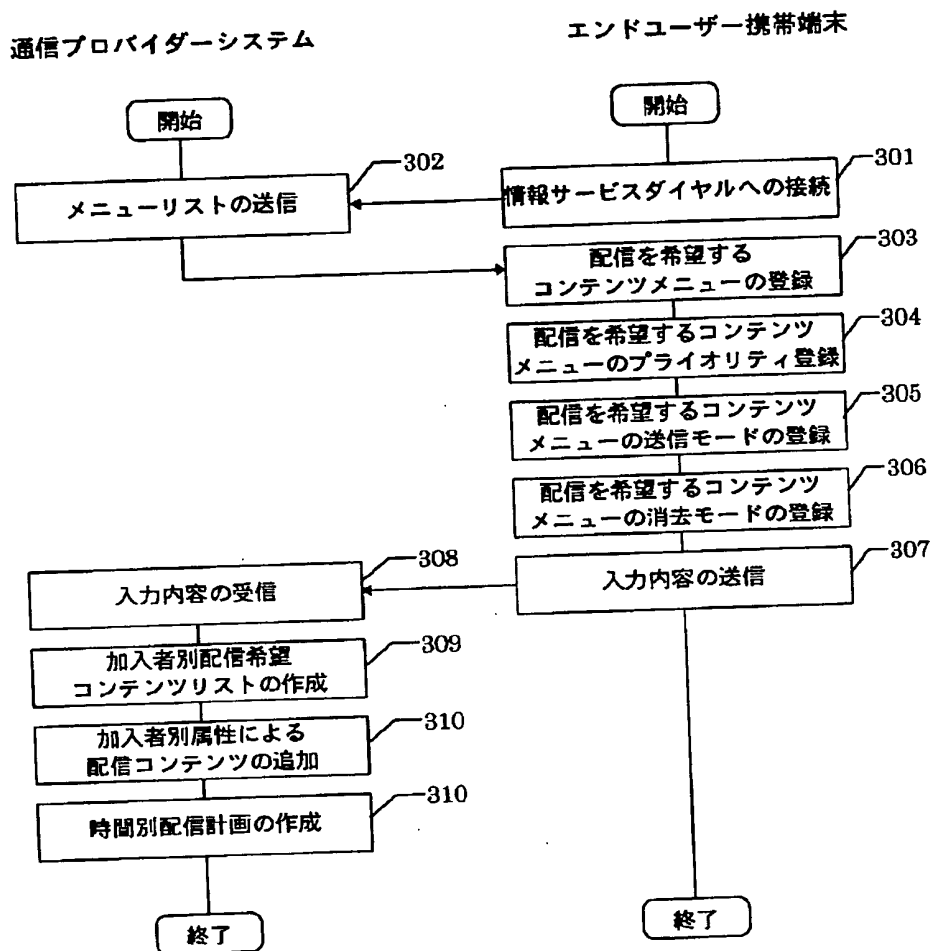 通信プロバイダーシステム
エンドユーザー携帯端末
開始
開始
302
メニューリストの送信
301
情報サービスダイヤルへの接続
303
配信を希望する
コンテンツメニューの登録
304
配信を希望するコンテンツ
メニューのプライオリティ登録
305
配信を希望するコンテンツ
メニューの送信モードの登録
306
配信を希望するコンテンツ
メニューの消去モードの登録
307
入力内容の送信
308
入力内容の受信
309
加入者別配信希望
コンテンツリストの作成
310
加入者別属性による
配信コンテンツの追加
310
時間別配信計画の作成
終了
終了